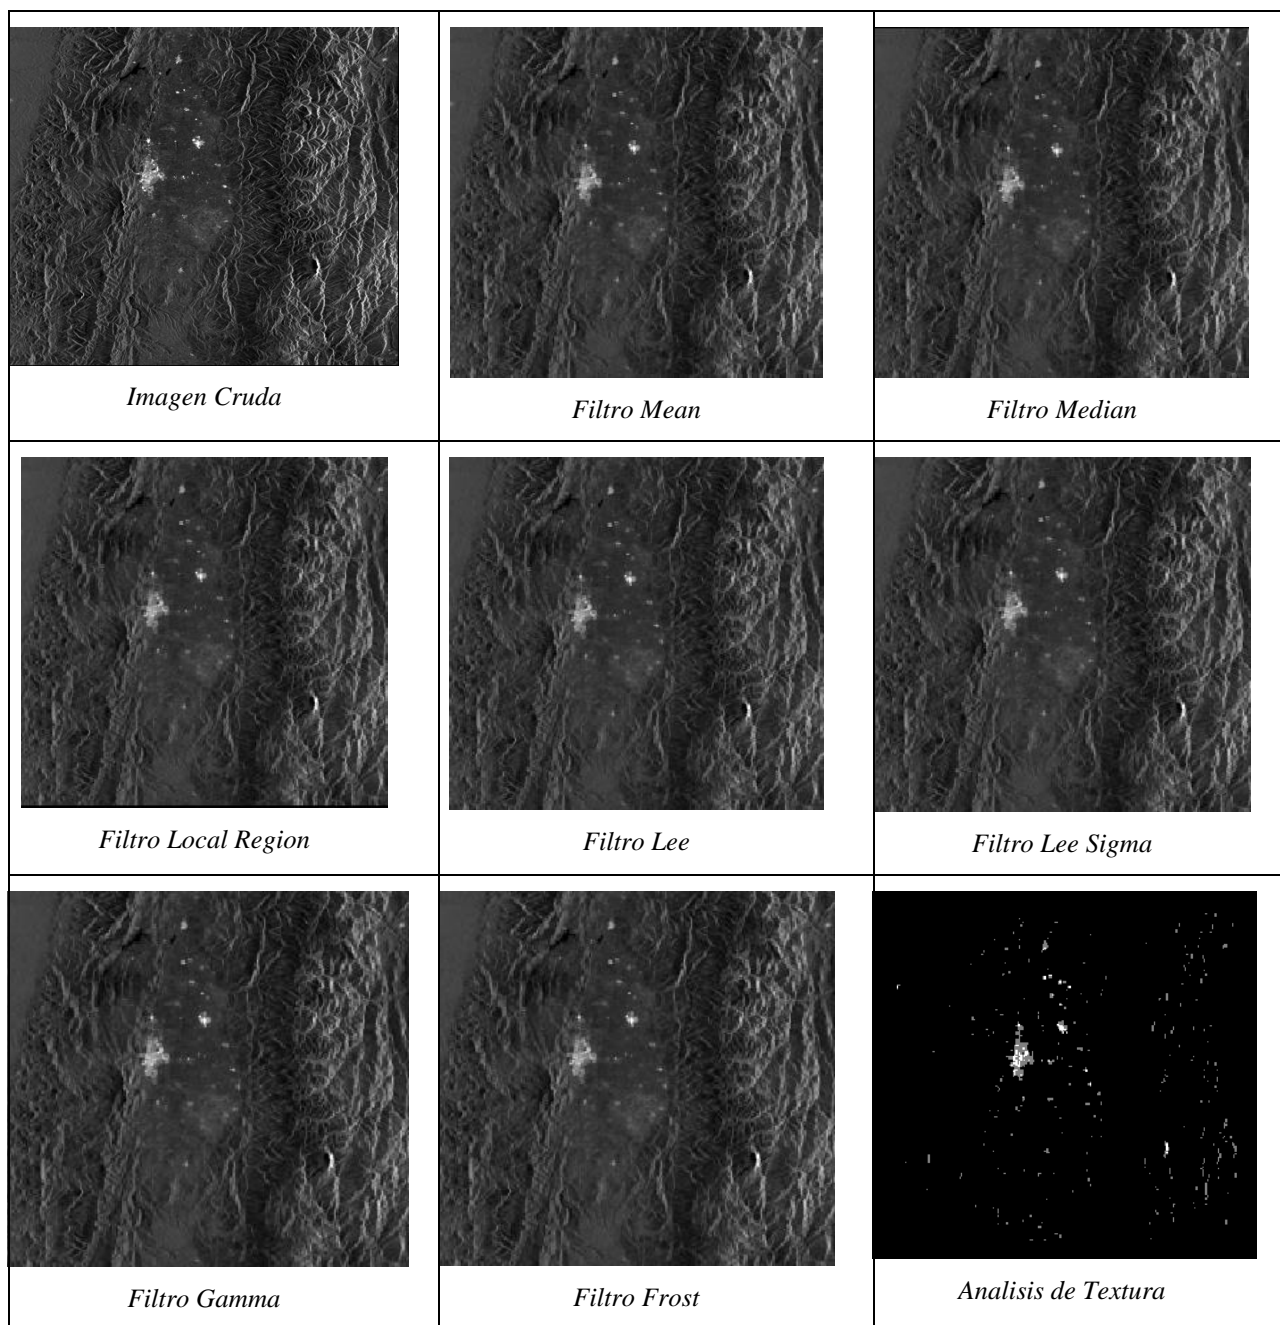 Imagen Cruda
Filtro Mean
Filtro Median
Filtro Local Region
Filtro Lee
Filtro Lee Sigma
Filtro Gamma
Filtro Frost
Analisis de Textura